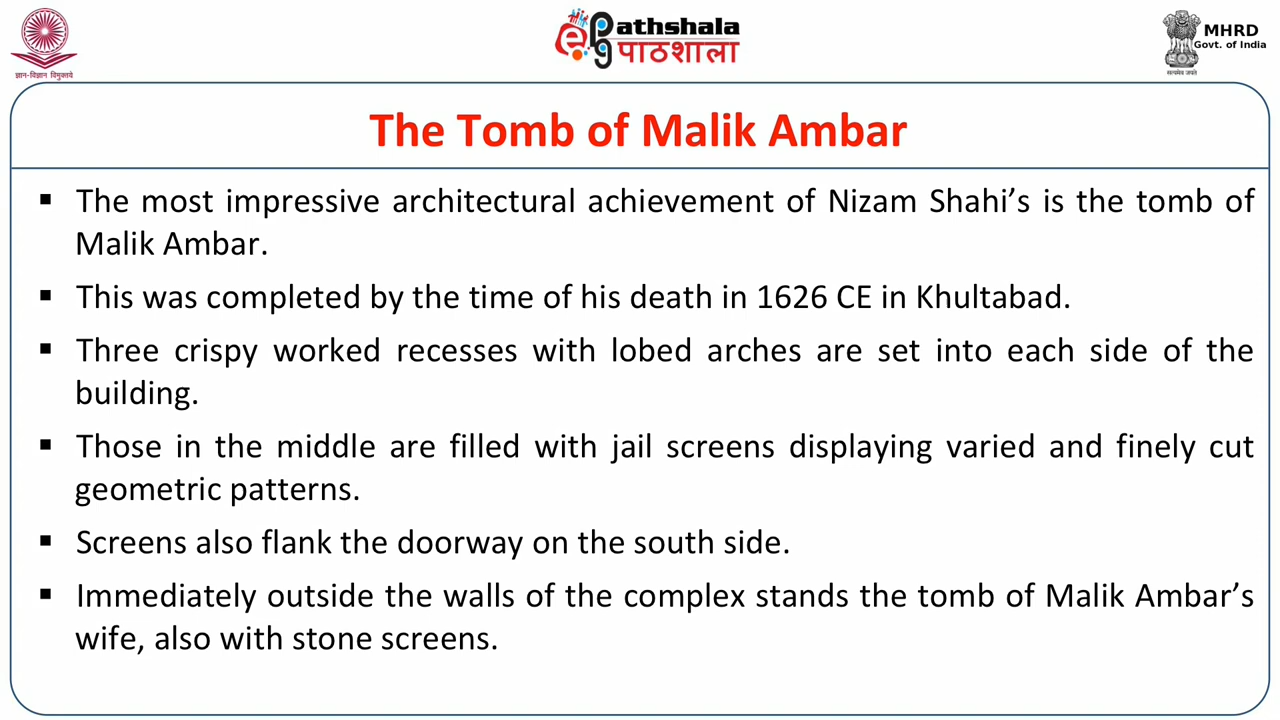 ज्ञान-विज्ञान विमुक्तये
ePathshala
पाठशाला
MHRD
Govt. of India
सत्यमेव जयते
The Tomb of Malik Ambar
▪ The most impressive architectural achievement of Nizam Shahi’s is the tomb of
Malik Ambar.
▪ This was completed by the time of his death in 1626 CE in Khultabad.
▪ Three crispy worked recesses with lobed arches are set into each side of the
building.
▪ Those in the middle are filled with jail screens displaying varied and finely cut
geometric patterns.
▪ Screens also flank the doorway on the south side.
▪ Immediately outside the walls of the complex stands the tomb of Malik Ambar’s
wife, also with stone screens.